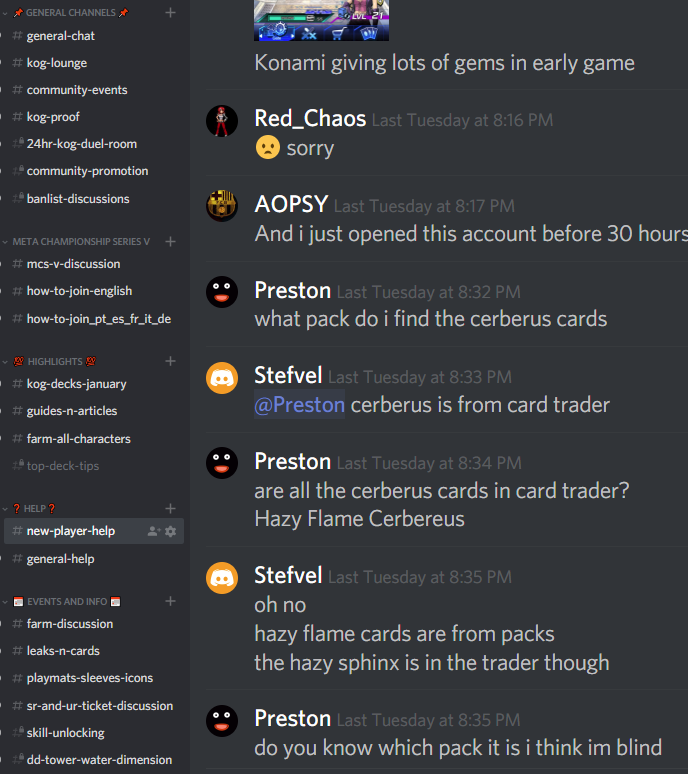 GENERAL CHANNELS
# general-chat
# kog-lounge
# community-events
# kog-proof
24hr-kog-duel-room
# community-promotion
banlist-discussions
META CHAMPIONSHIP SERIES V
# mcs-v-discussion
# how-to-join-english
# how-to-join_pt_es_fr_it_de
💯 HIGHLIGHTS 💯
# kog-decks-january
# guides-n-articles
# farm-all-characters
top-deck-tips
❓ HELP ❓
# new-player-help
# general-help
EVENTS AND INFO
# farm-discussion
# leaks-n-cards
# playmats-sleeves-icons
# sr-and-ur-ticket-discussion
skill-unlocking
dd-tower-water-dimension
LVL 21
Konami giving lots of gems in early game
Red_Chaos Last Tuesday at 8:16 PM
sorry
AOPSY Last Tuesday at 8:17 PM
And i just opened this account before 30 hours
Preston Last Tuesday at 8:32 PM
what pack do i find the cerberus cards
Stefvel Last Tuesday at 8:33 PM
@Preston cerberus is from card trader
Preston Last Tuesday at 8:34 PM
are all the cerberus cards in card trader?
Hazy Flame Cerbereus
Stefvel Last Tuesday at 8:35 PM
oh no
hazy flame cards are from packs
the hazy sphinx is in the trader though
Preston Last Tuesday at 8:35 PM
do you know which pack it is i think im blind